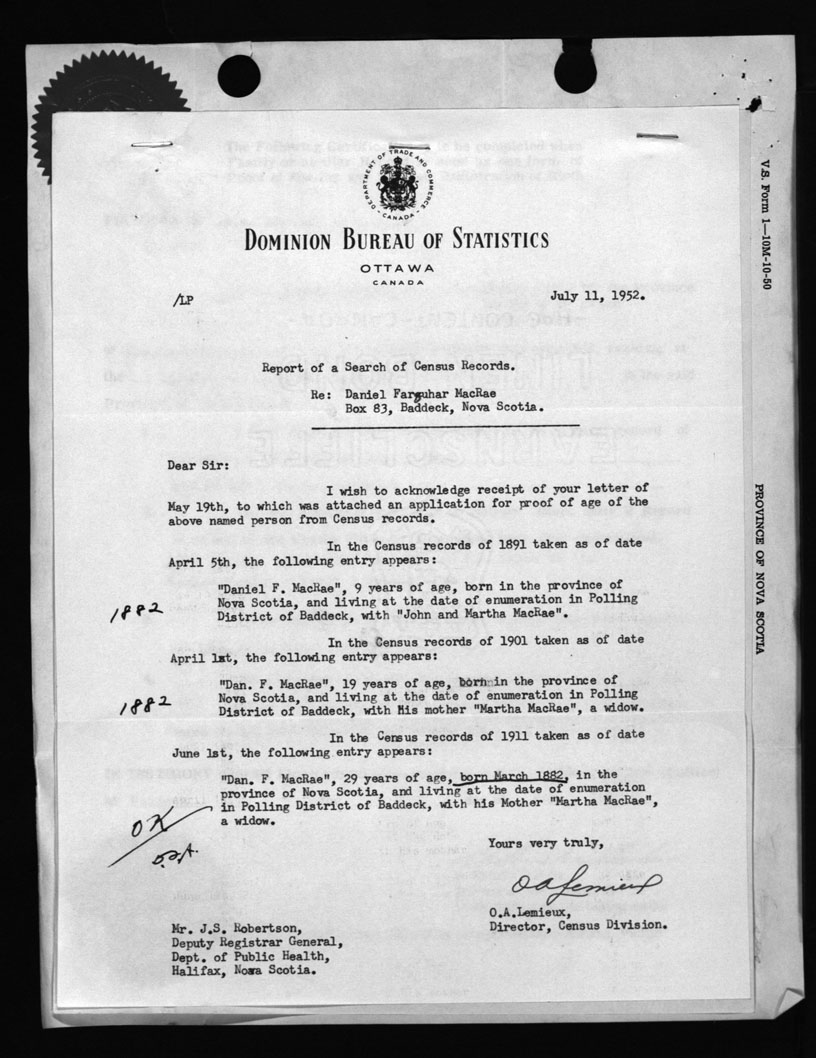 DEPARTMENT OF TRADE AND COMMERCE
CANADA
DOMINION BUREAU OF STATISTICS
OTTAWA
CANADA
/LP
July 11, 1952.
Report of a Search of Census Records.
Re: Daniel Farquhar MacRae
Box 83, Baddeck, Nova Scotia.
Dear Sir:
I wish to acknowledge receipt of your letter of
May 19th, to which was attached an application for proof of age of the
above named person from Census records.
In the Census records of 1891 taken as of date
April 5th, the following entry appears:
"Daniel F. MacRae", 9 years of age, born in the province of
Nova Scotia, and living at the date of enumeration in Polling
District of Baddeck, with "John and Martha MacRae".
1882
In the Census records of 1901 taken as of date
April 1st, the following entry appears:
"Dan. F. MacRae", 19 years of age, born in the province of
Nova Scotia, and living at the date of enumeration in Polling
District of Baddeck, with His mother "Martha MacRae", a widow.
1882
In the Census records of 1911 taken as of date
June 1st, the following entry appears:
"Dan. F. MacRae", 29 years of age, born March 1882, in the
province of Nova Scotia, and living at the date of enumeration
in Polling District of Baddeck, with his Mother "Martha MacRae",
a widow.
OK
Yours very truly,
OA Lemieux
O.A.Lemieux,
Director, Census Division.
Mr. J.S. Robertson,
Deputy Registrar General,
Dept. of Public Health,
Halifax, Nova Scotia.
V.S. Form 1—10M-10-50
PROVINCE OF NOVA SCOTIA